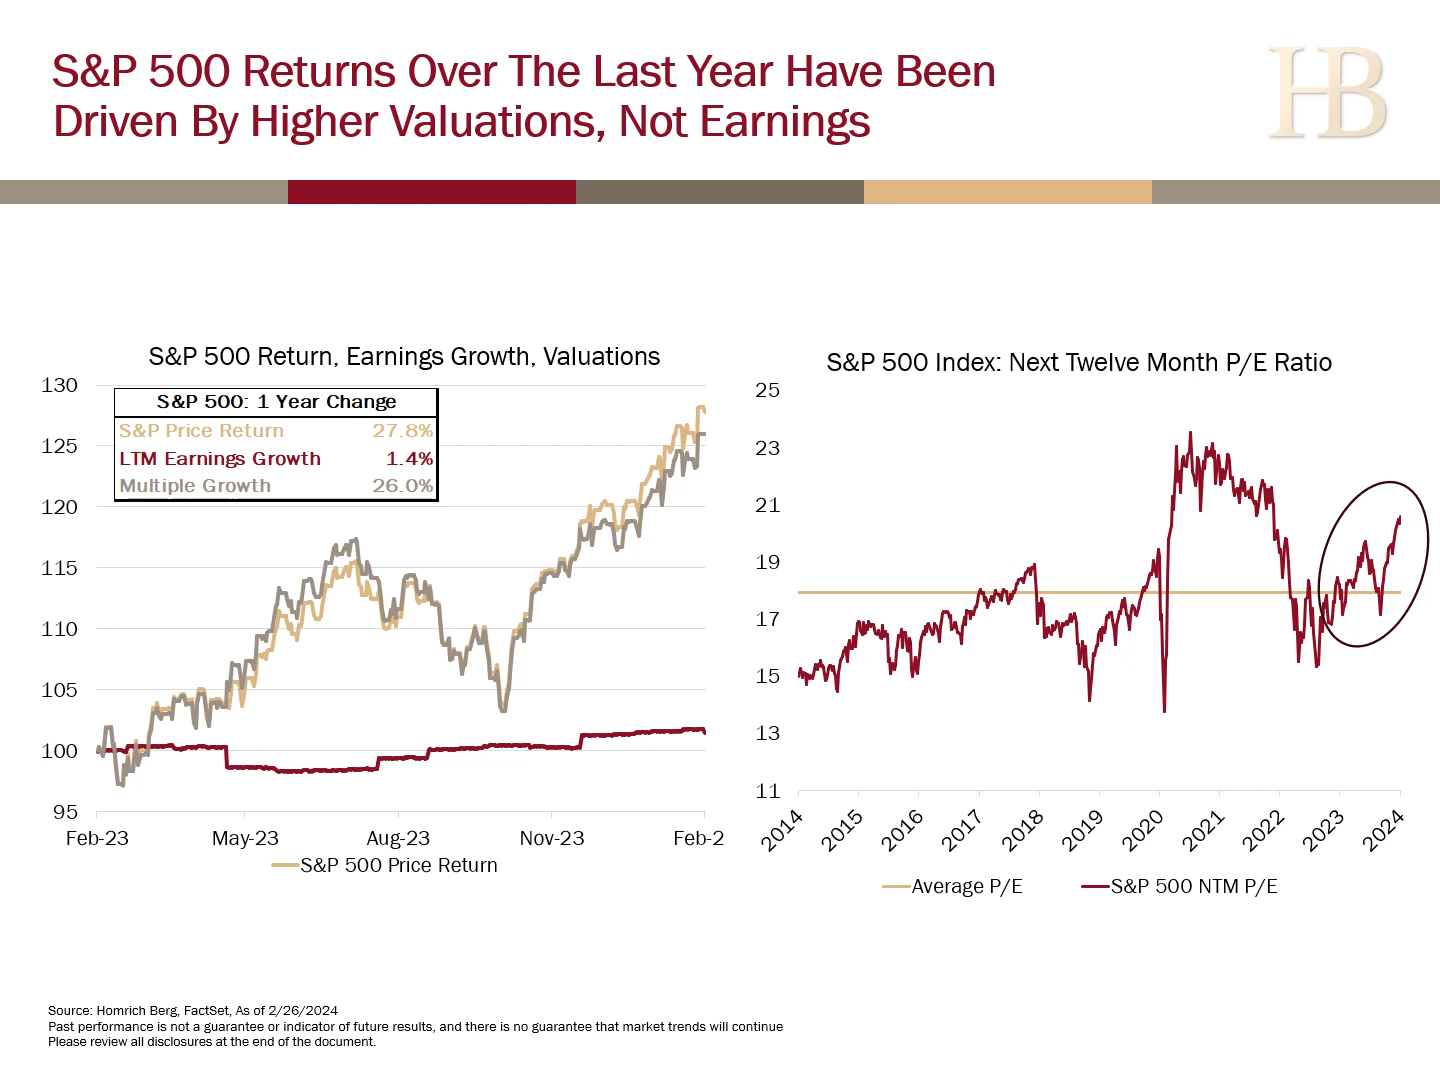 S&P 500 Returns Over The Last Year Have Been
Driven By Higher Valuations, Not Earnings
HB
S&P 500 Return, Earnings Growth, Valuations
130
125
120
115
110
105
100
95
S&P 500: 1 Year Change
S&P Price Return 27.8%
LTM Earnings Growth 1.4%
Multiple Growth 26.0%
Feb-23 May-23 Aug-23 Nov-23 Feb-2
S&P 500 Price Return
S&P 500 Index: Next Twelve Month P/E Ratio
25
23
21
19
17
15
13
11
2014 2015 2016 2017 2018 2019 2020 2021 2022 2023 2024
Average P/E S&P 500 NTM P/E
Source: Homrich Berg, FactSet, As of 2/26/2024
Past performance is not a guarantee or indicator of future results, and there is no guarantee that market trends will continue
Please review all disclosures at the end of the document.